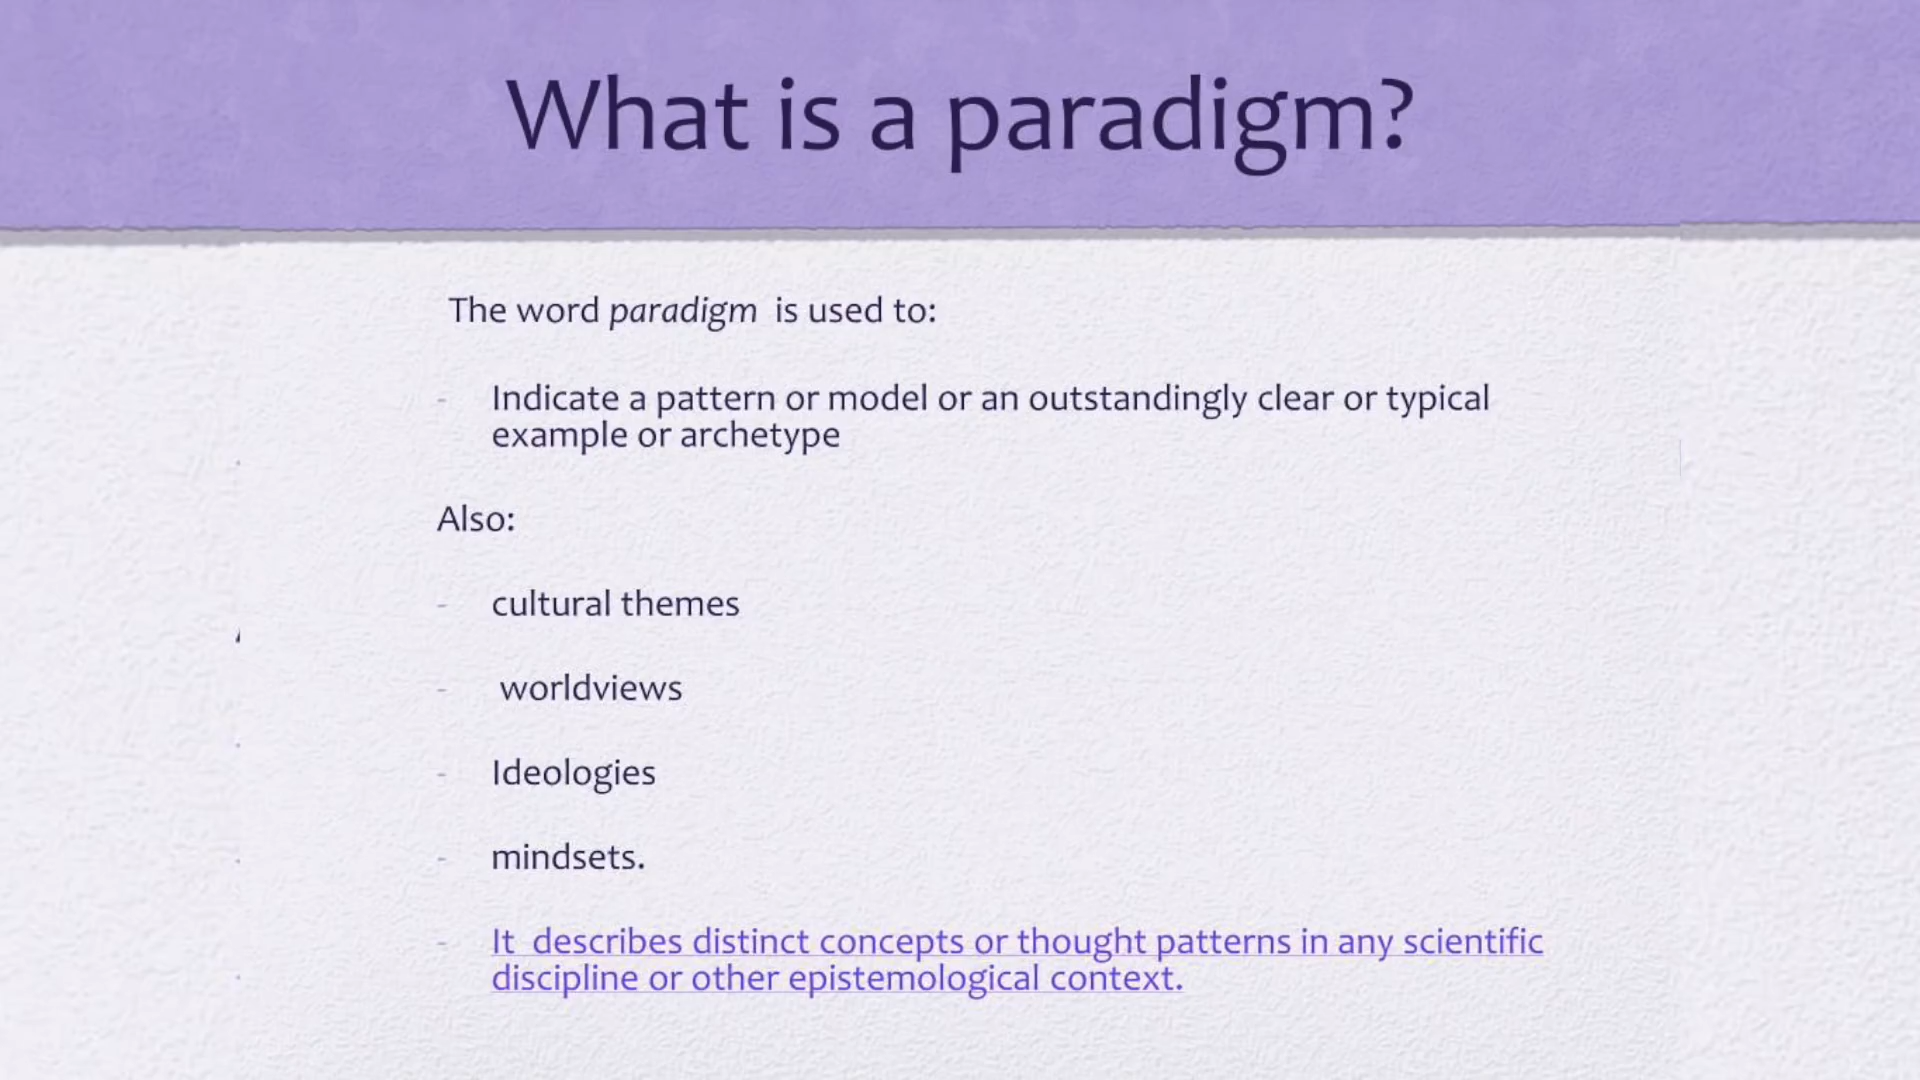 What is a paradigm?
The word paradigm is used to:
- Indicate a pattern or model or an outstandingly clear or typical
example or archetype
Also:
- cultural themes
- worldviews
- Ideologies
- mindsets.
- It describes distinct concepts or thought patterns in any scientific
discipline or other epistemological context.